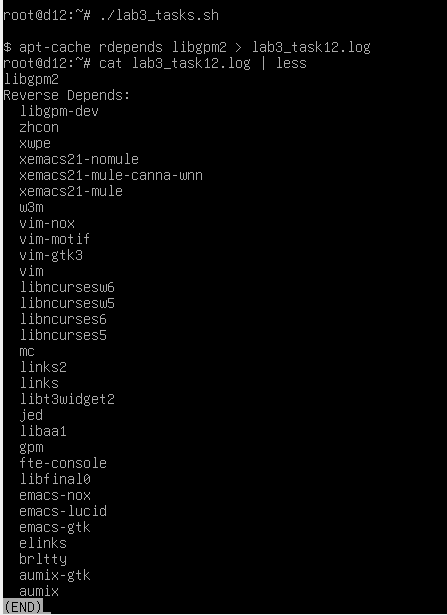 root@d12:~# ./lab3_tasks.sh
$ apt-cache rdepends libgpm2 > lab3_task12.log
root@d12:~# cat lab3_task12.log | less
libgpm2
Reverse Depends:
  libgpm-dev
  zhcon
  xwpe
  xemacs21-nomule
  xemacs21-mule-canna-wnn
  xemacs21-mule
  w3m
  vim-nox
  vim-motif
  vim-gtk3
  vim
  libncursesw6
  libncursesw5
  libncurses6
  libncurses5
  mc
  links2
  links
  libt3widget2
  jed
  libaa1
  gpm
  fte-console
  libfinal0
  emacs-nox
  emacs-lucid
  emacs-gtk
  elinks
  brltty
  aumix-gtk
  aumix
(END)